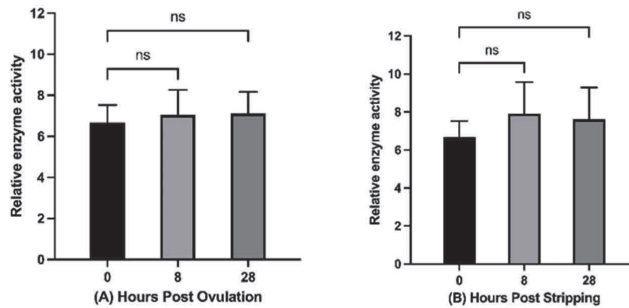 12
10
8
6
4
2
0
Relative enzyme activity
ns
ns
0 8 28
(A) Hours Post Ovulation
12
10
8
6
4
2
0
Relative enzyme activity
ns
ns
0 8 28
(B) Hours Post Stripping